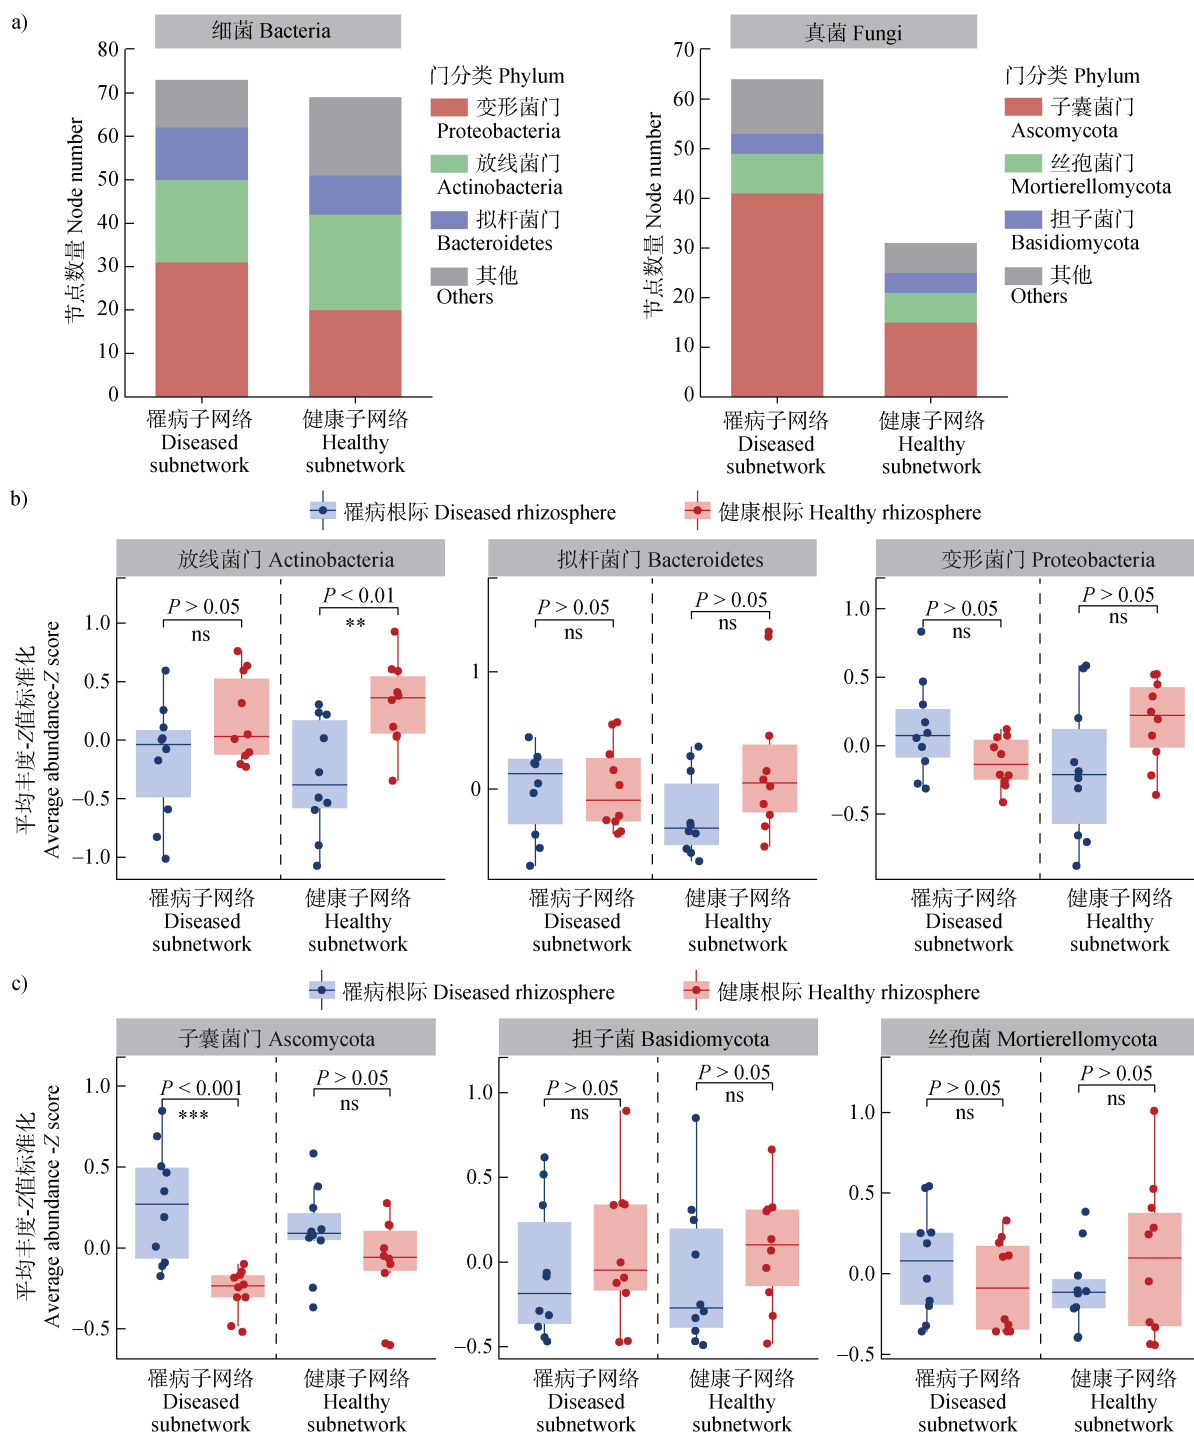 a)
细菌 Bacteria
80
70
60
50
40
30
20
10
0
节点数量 Node number
门分类 Phylum
变形菌门
Proteobacteria
放线菌门
Actinobacteria
拟杆菌门
Bacteroidetes
其他
Others
罹病子网络
Diseased
subnetwork
健康子网络
Healthy
subnetwork
真菌 Fungi
70
60
50
40
30
20
10
0
节点数量 Node number
门分类 Phylum
子囊菌门
Ascomycota
丝孢菌门
Mortierellomycota
担子菌门
Basidiomycota
其他
Others
罹病子网络
Diseased
subnetwork
健康子网络
Healthy
subnetwork
b)
罹病根际 Diseased rhizosphere
健康根际 Healthy rhizosphere
平均丰度-Z值标准化
Average abundance-Z score
放线菌门 Actinobacteria
1.0
0.5
0.0
−0.5
−1.0
P > 0.05
ns
P < 0.01
**
罹病子网络
Diseased
subnetwork
健康子网络
Healthy
subnetwork
拟杆菌门 Bacteroidetes
1
0
P > 0.05
ns
P > 0.05
ns
罹病子网络
Diseased
subnetwork
健康子网络
Healthy
subnetwork
变形菌门 Proteobacteria
1.0
0.5
0.0
−0.5
P > 0.05
ns
P > 0.05
ns
罹病子网络
Diseased
subnetwork
健康子网络
Healthy
subnetwork
c)
罹病根际 Diseased rhizosphere
健康根际 Healthy rhizosphere
平均丰度-Z值标准化
Average abundance -Z score
子囊菌门 Ascomycota
1.0
0.5
0.0
−0.5
P < 0.001
***
P > 0.05
ns
罹病子网络
Diseased
subnetwork
健康子网络
Healthy
subnetwork
担子菌 Basidiomycota
1.0
0.5
0.0
−0.5
P > 0.05
ns
P > 0.05
ns
罹病子网络
Diseased
subnetwork
健康子网络
Healthy
subnetwork
丝孢菌 Mortierellomycota
1.0
0.5
0.0
−0.5
P > 0.05
ns
P > 0.05
ns
罹病子网络
Diseased
subnetwork
健康子网络
Healthy
subnetwork